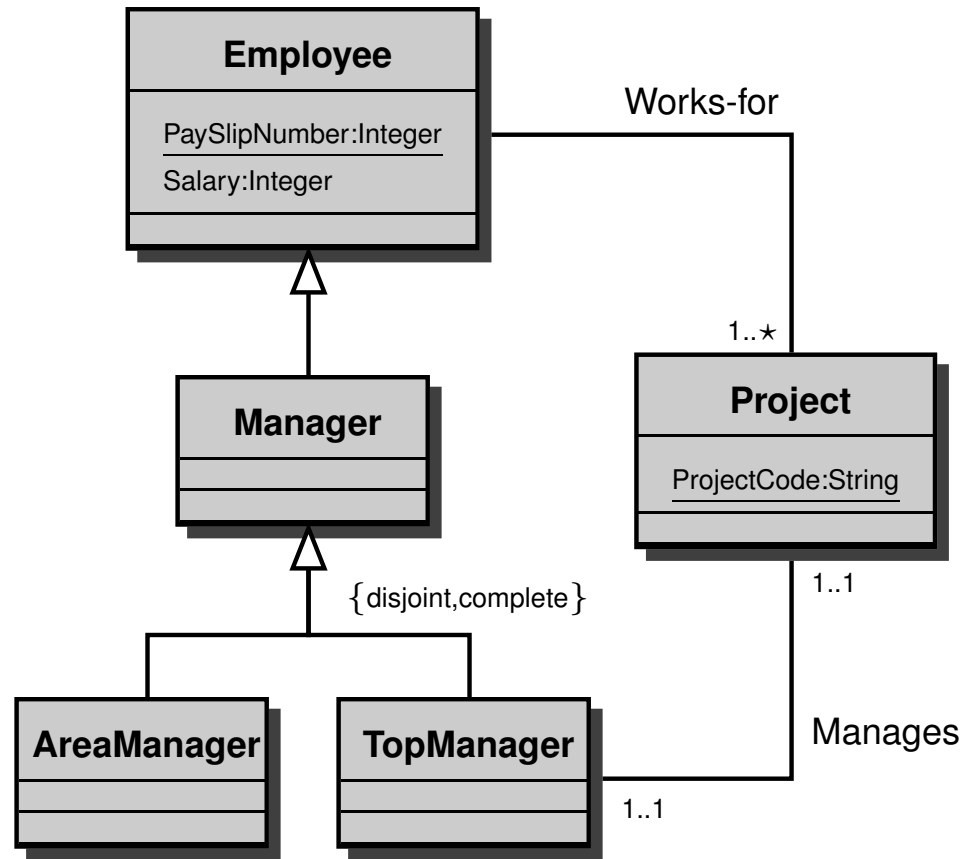 Employee
PaySlipNumber:Integer
Salary:Integer
Works-for
1..⋆
Manager
Project
ProjectCode:String
{disjoint,complete}
1..1
AreaManager
TopManager
Manages
1..1